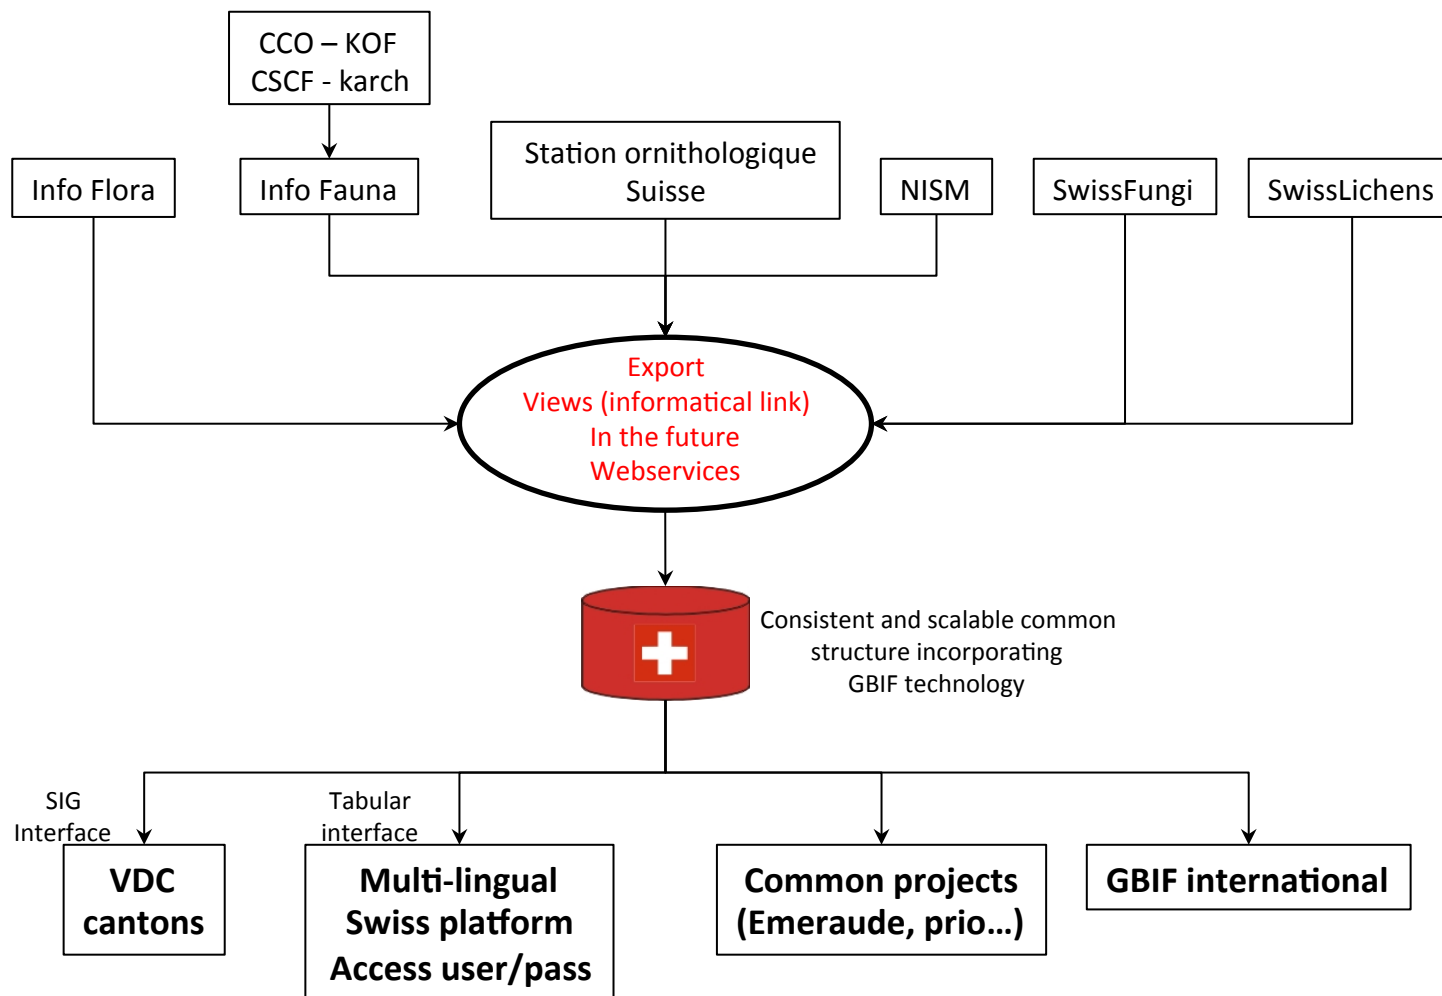 CCO – KOF
CSCF - karch
Info Flora
Info Fauna
Station ornithologique
Suisse
NISM
SwissFungi
SwissLichens
Export
Views (informatical link)
In the future
Webservices
Consistent and scalable common
structure incorporating
GBIF technology
SIG
Interface
Tabular
interface
VDC
cantons
Multi-lingual
Swiss platform
Access user/pass
Common projects
(Emeraude, prio...)
GBIF international